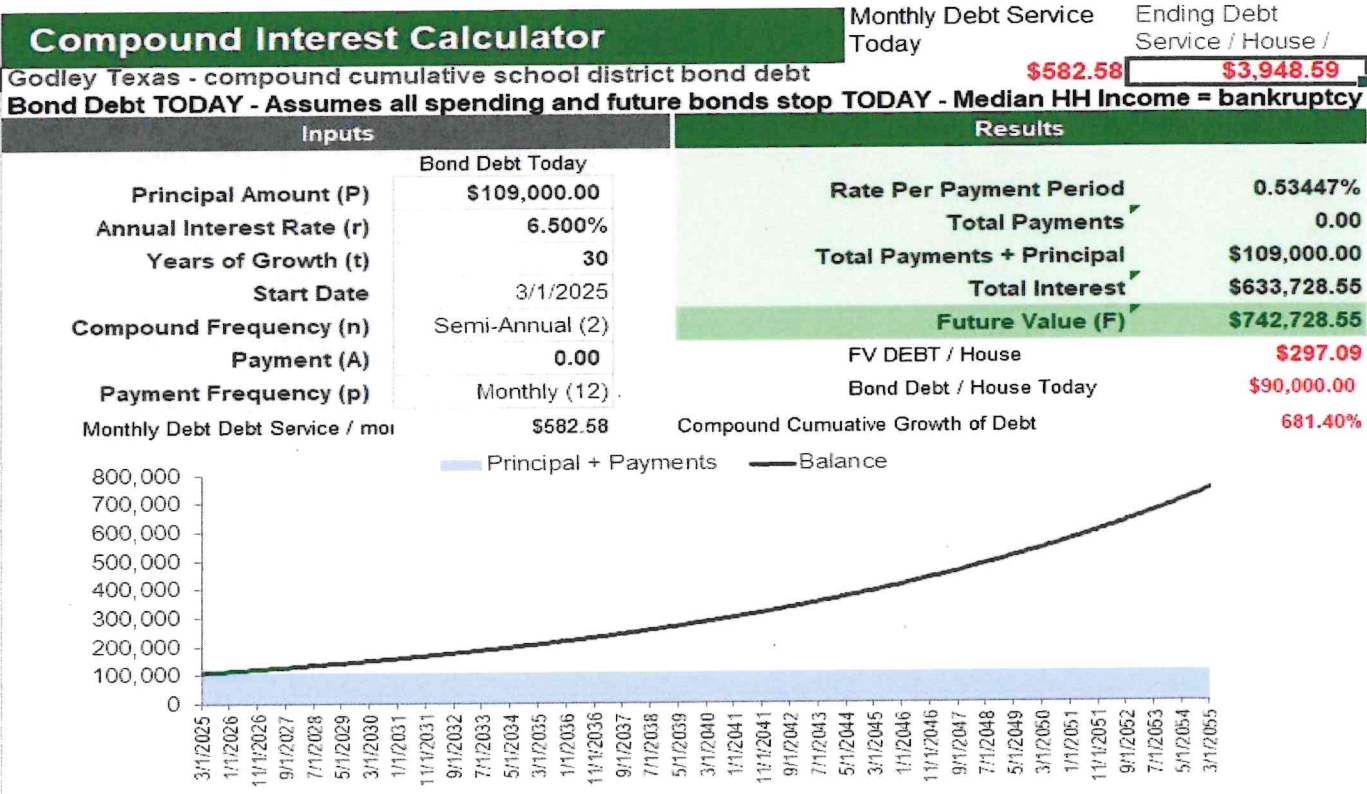 Compound Interest Calculator
Monthly Debt Service Today
Ending Debt Service / House /
Godley Texas - compound cumulative school district bond debt
$582.58
$3,948.59
Bond Debt TODAY - Assumes all spending and future bonds stop TODAY - Median HH Income = bankruptcy
Inputs
Results
Bond Debt Today
Principal Amount (P) $109,000.00
Annual Interest Rate (r) 6.500%
Years of Growth (t) 30
Start Date 3/1/2025
Compound Frequency (n) Semi-Annual (2)
Payment (A) 0.00
Payment Frequency (p) Monthly (12)
Monthly Debt Debt Service / moi $582.58
Rate Per Payment Period 0.53447%
Total Payments 0.00
Total Payments + Principal $109,000.00
Total Interest $633,728.55
Future Value (F) $742,728.55
FV DEBT / House $297.09
Bond Debt / House Today $90,000.00
Compound Cumuative Growth of Debt 681.40%
Principal + Payments
Balance
800,000
700,000
600,000
500,000
400,000
300,000
200,000
100,000
0
3/1/2025
1/1/2026
11/1/2026
9/1/2027
7/1/2028
5/1/2029
3/1/2030
1/1/2031
11/1/2031
9/1/2032
7/1/2033
5/1/2034
3/1/2035
1/1/2036
11/1/2036
9/1/2037
7/1/2038
5/1/2039
3/1/2040
1/1/2041
11/1/2041
9/1/2042
7/1/2043
5/1/2044
3/1/2045
1/1/2046
11/1/2046
9/1/2047
7/1/2048
5/1/2049
3/1/2050
1/1/2051
11/1/2051
9/1/2052
7/1/2053
5/1/2054
3/1/2055